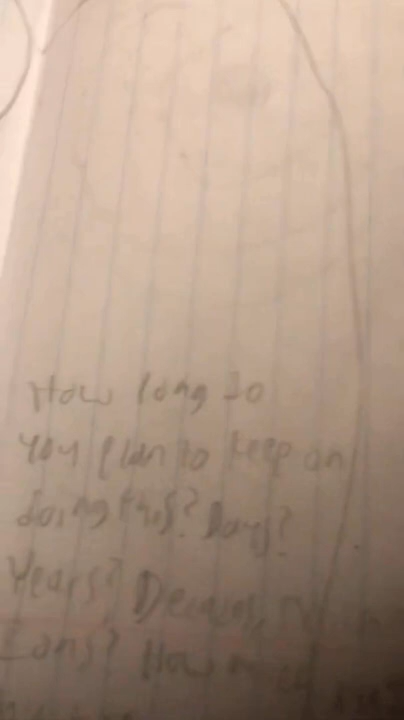 How long do
you plan to keep on
doing this? Days?
Years? Decades,
Eons? How